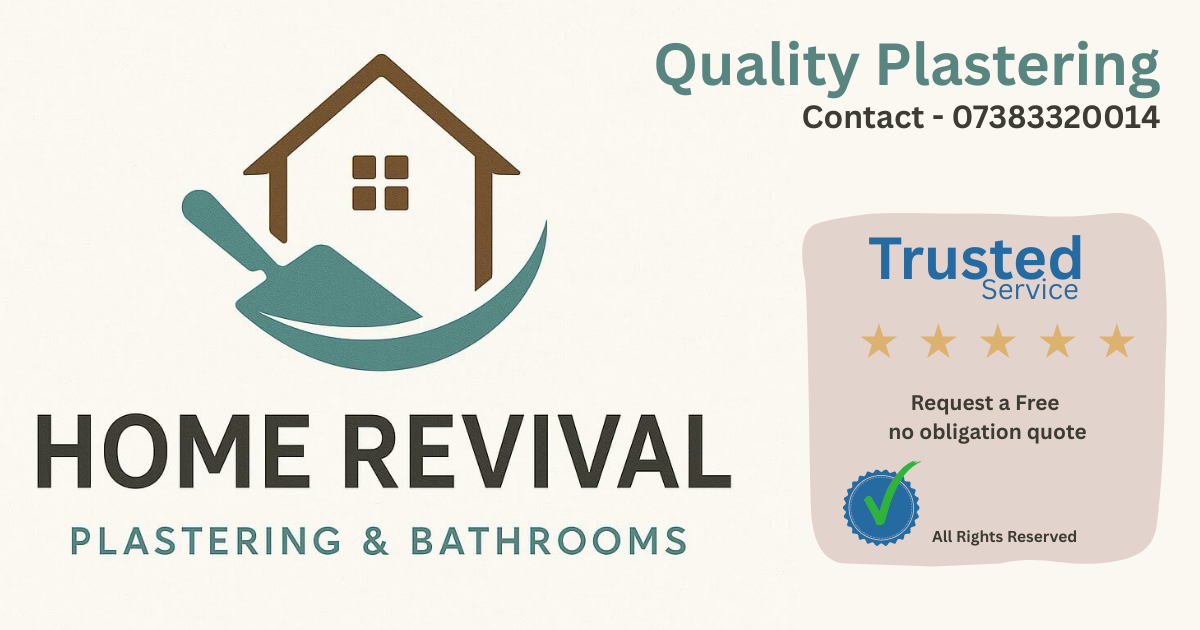 Quality Plastering
Contact - 07383320014
HOME REVIVAL
PLASTERING & BATHROOMS
Trusted
Service
Request a Free
no obligation quote
All Rights Reserved